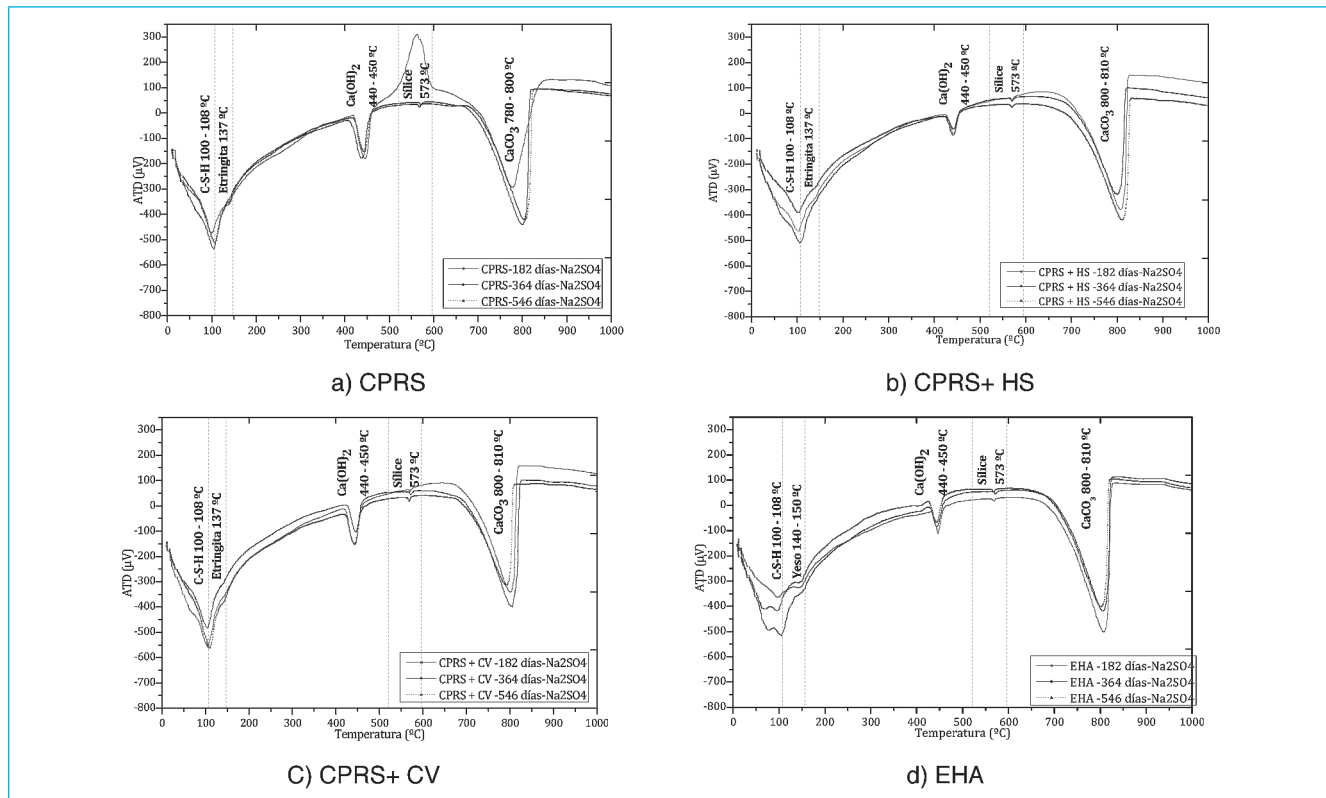 300
200
100
0
-100
-200
-300
-400
-500
-600
-700
-800
ATD (µV)
C-S-H 100 - 108 ºC
Etringita 137 ºC
Ca(OH)2
440 - 450 ºC
Sílice
573 ºC
CaCO3 780 - 800 ºC
CPRS-182 días-Na2SO4
CPRS-364 días-Na2SO4
CPRS-546 días-Na2SO4
0 100 200 300 400 500 600 700 800 900 1000
Temperatura (ºC)
a) CPRS
300
200
100
0
-100
-200
-300
-400
-500
-600
-700
-800
ATD (µV)
C-S-H 100 - 108 ºC
Etringita 137 ºC
Ca(OH)2
440 - 450 ºC
Sílice
573 ºC
CaCO3 800 - 810 ºC
CPRS + HS -182 días-Na2SO4
CPRS + HS -364 días-Na2SO4
CPRS + HS -546 días-Na2SO4
0 100 200 300 400 500 600 700 800 900 1000
Temperatura (ºC)
b) CPRS+ HS
300
200
100
0
-100
-200
-300
-400
-500
-600
-700
-800
ATD (µV)
C-S-H 100 - 108 ºC
Etringita 137 ºC
Ca(OH)2
440 - 450 ºC
Sílice
573 ºC
CaCO3 800 - 810 ºC
CPRS + CV -182 días-Na2SO4
CPRS + CV -364 días-Na2SO4
CPRS + CV -546 días-Na2SO4
0 100 200 300 400 500 600 700 800 900 1000
Temperatura (ºC)
C) CPRS+ CV
300
200
100
0
-100
-200
-300
-400
-500
-600
-700
-800
ATD (µV)
C-S-H 100 - 108 ºC
Yeso 140 - 150 ºC
Ca(OH)2
440 - 450 ºC
Sílice
573 ºC
CaCO3 800 - 810 ºC
EHA -182 días-Na2SO4
EHA -364 días-Na2SO4
EHA -546 días-Na2SO4
0 100 200 300 400 500 600 700 800 900 1000
Temperatura (ºC)
d) EHA